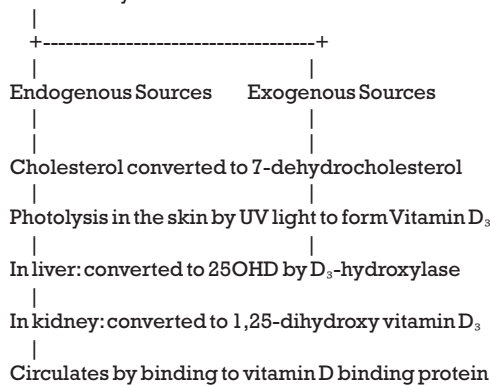 Endogenous Sources Exogenous Sources
Cholesterol converted to 7-dehydrocholesterol
Photolysis in the skin by UV light to form Vitamin D₃
In liver: converted to 25OHD by D₃-hydroxylase
In kidney: converted to 1,25-dihydroxy vitamin D₃
Circulates by binding to vitamin D binding protein